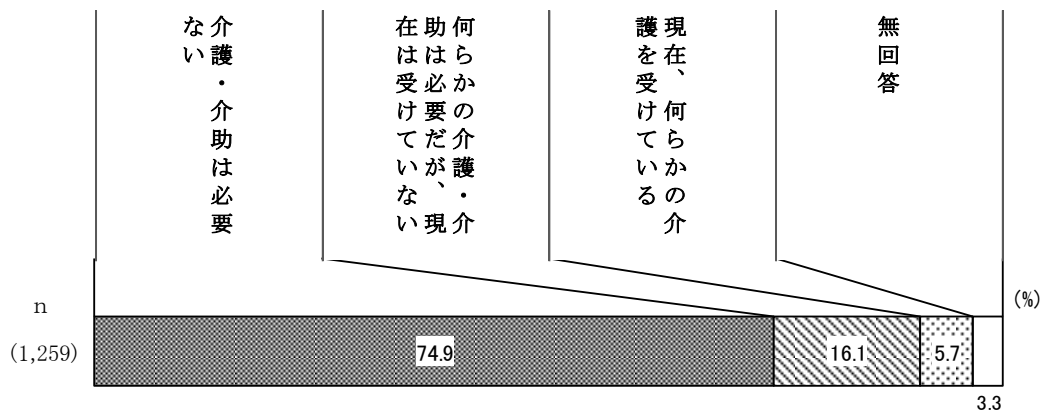 介護・介助は必要
ない
何らかの介護・介
助は必要だが、現
在は受けていない
現在、何らかの介
護を受けている
無回答
(%)
n
(1,259)
74.9
16.1
5.7
3.3